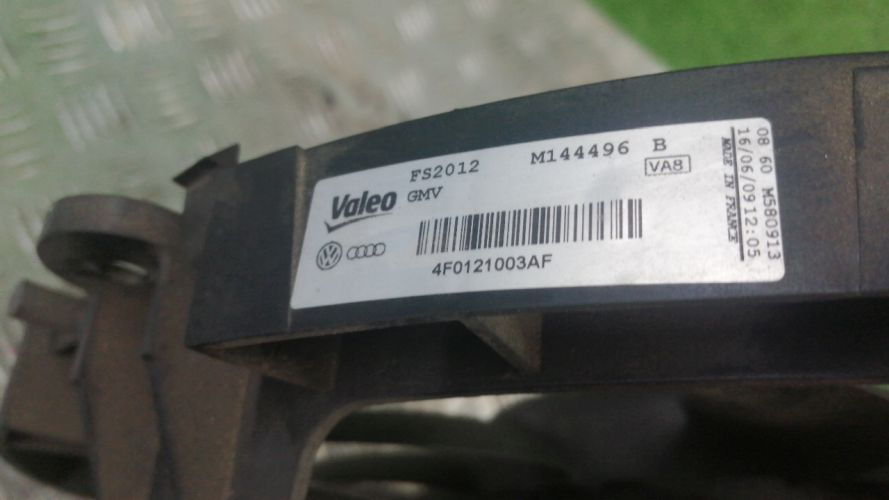 FS2012 M144496 B
Valeo GMV VA8
4F0121003AF
08 60 M580913
16/06/09 12:05
MADE IN FRANCE